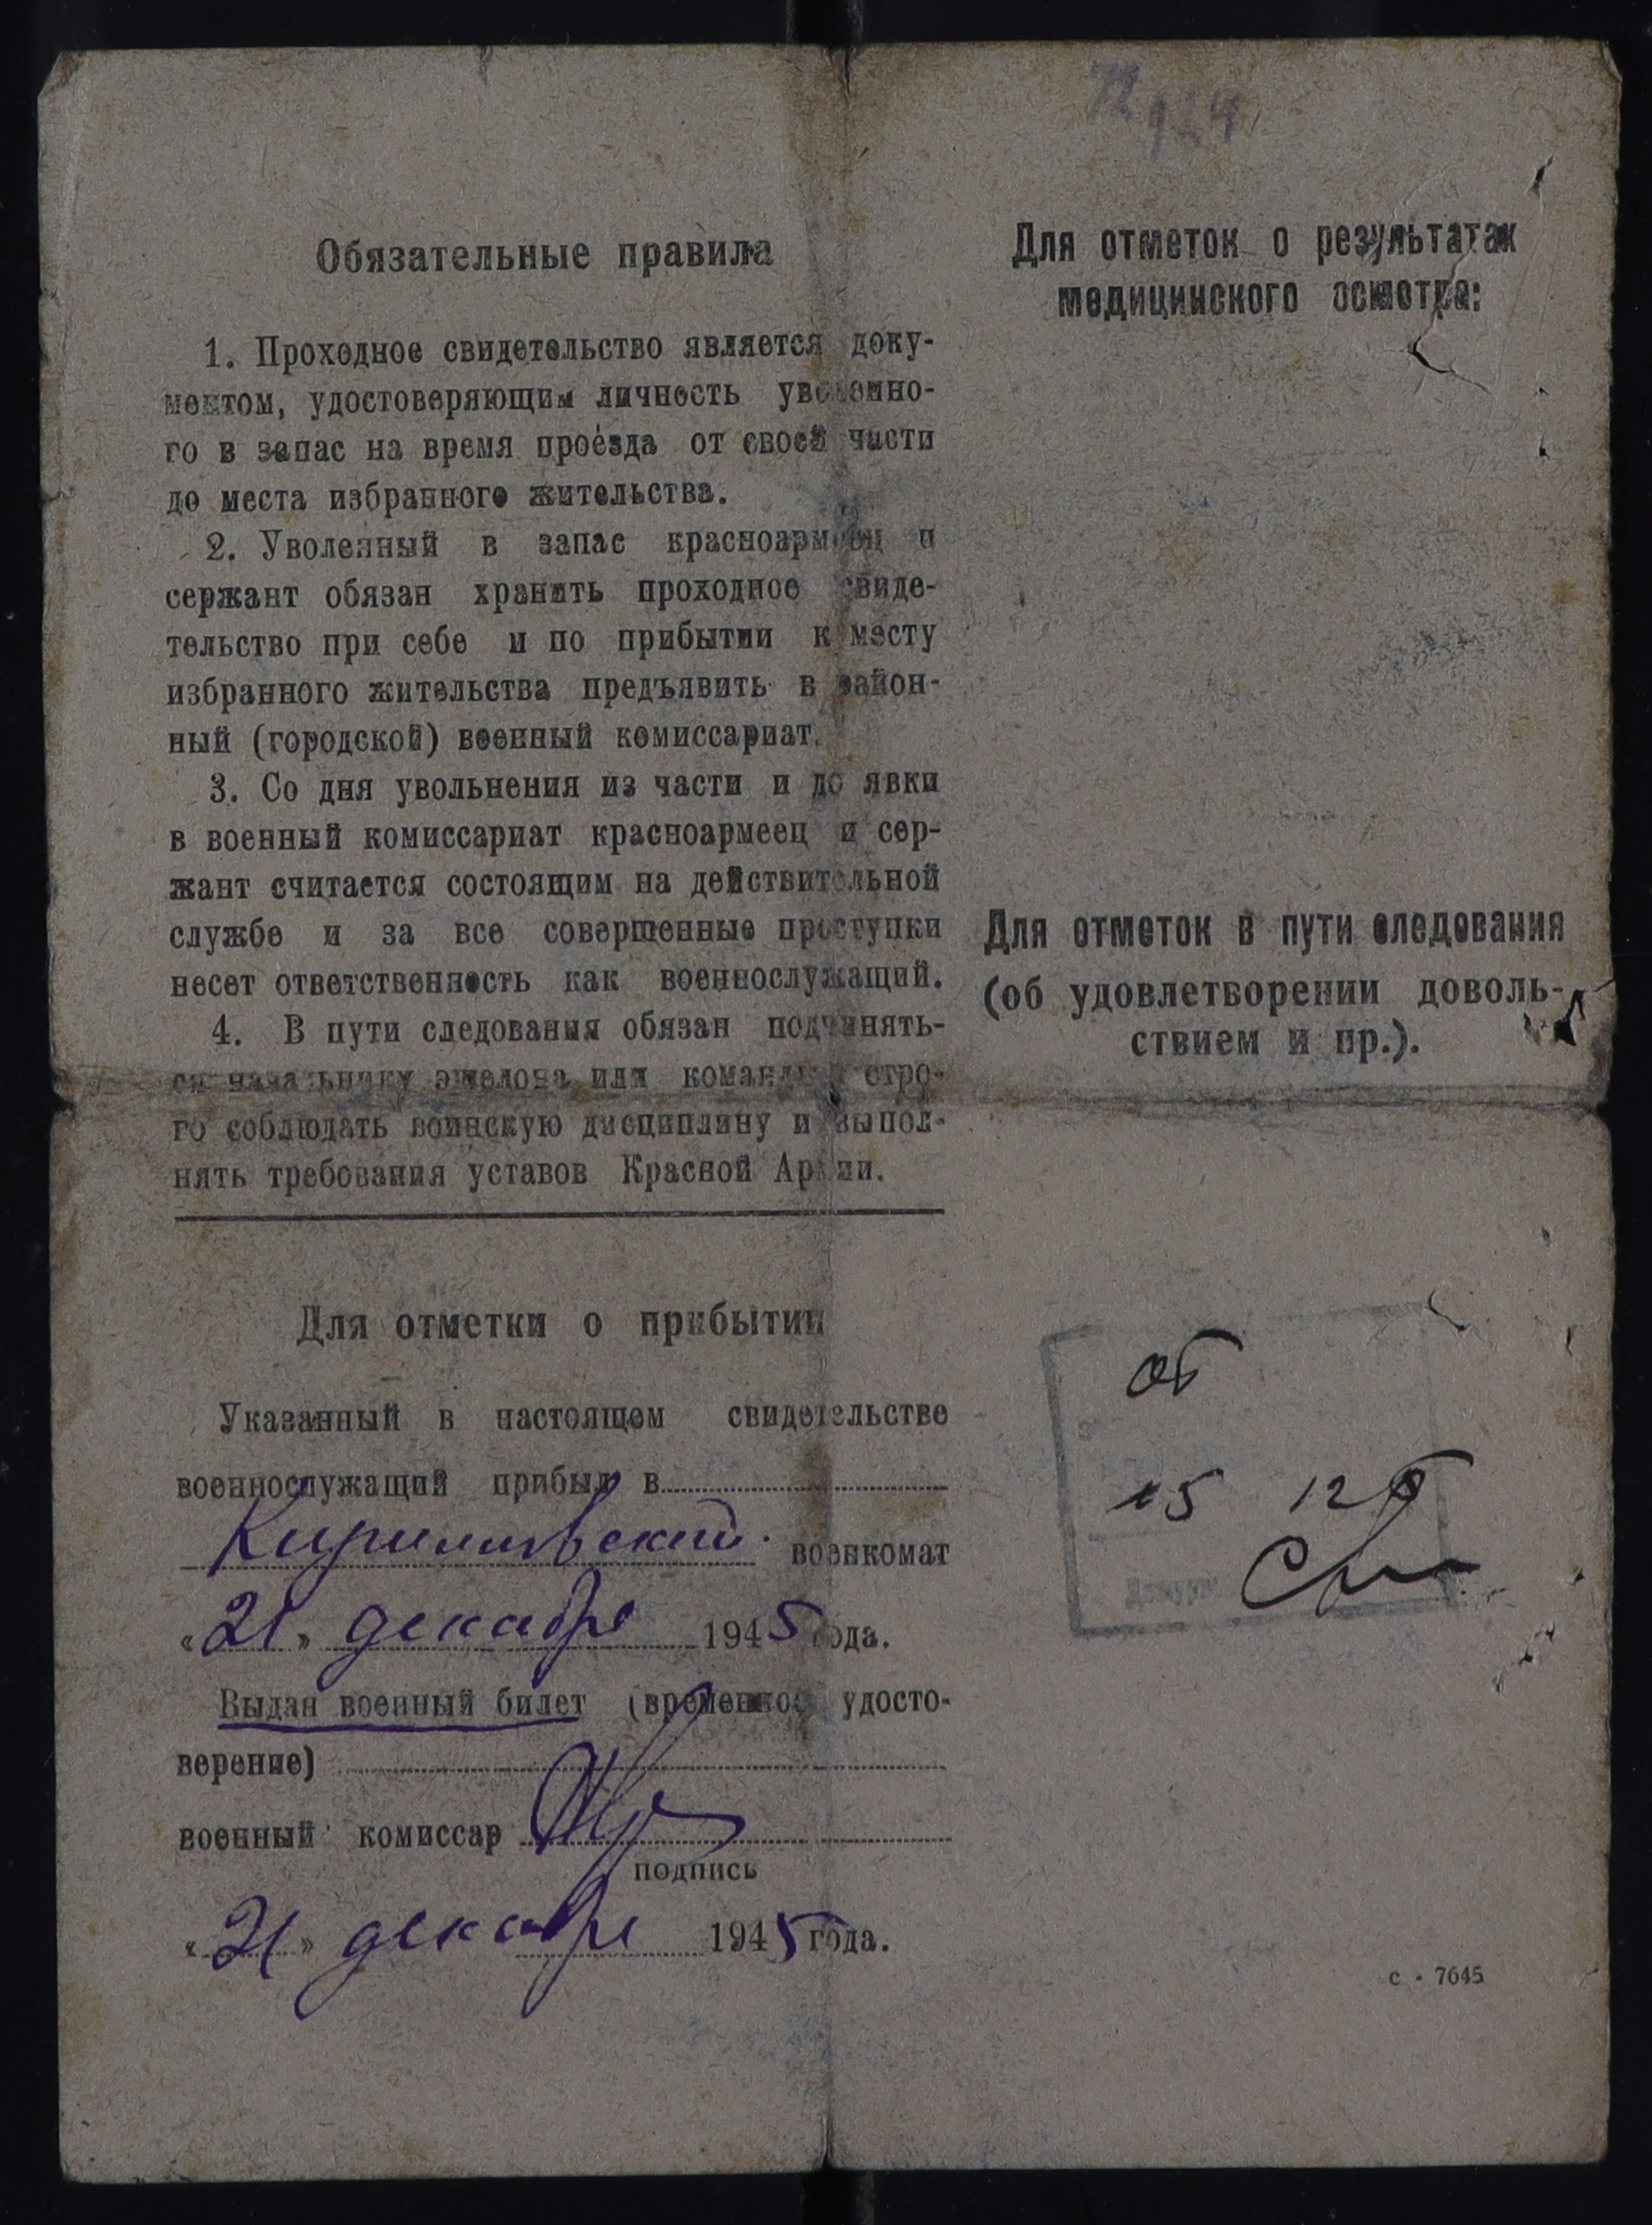 Обязательные правила
1. Проходное свидетельство является доку-
ментом, удостоверяющим личность уволенно-
го в запас на время проезда от своей части
до места избранного жительства.
2. Уволенный в запас красноармеец и
сержант обязан хранить проходное свиде-
тельство при себе и по прибытии к месту
избранного жительства предъявить в район-
ный (городской) военный комиссариат.
3. Со дня увольнения из части и до явки
в военный комиссариат красноармеец и сер-
жант считается состоящим на действительной
службе и за все совершенные проступки
несет ответственность как военнослужащий.
4. В пути следования обязан подчинять-
ся начальнику эшелона или команды стро-
го соблюдать воинскую дисциплину и выпол-
нять требования уставов Красной Армии.
Для отметки о прибытии
Указанный в настоящем свидетельстве
военнослужащий прибыл в
военкомат
«21» декабря 1945 года.
Выдан военный билет (временное удосто-
верение)
военный комиссар
подпись
«21» декабря 1945 года.
Для отметок о результатах
медицинского осмотра:
Для отметок в пути следования
(об удовлетворении доволь-
ствием и пр.).
15 12
с - 7645